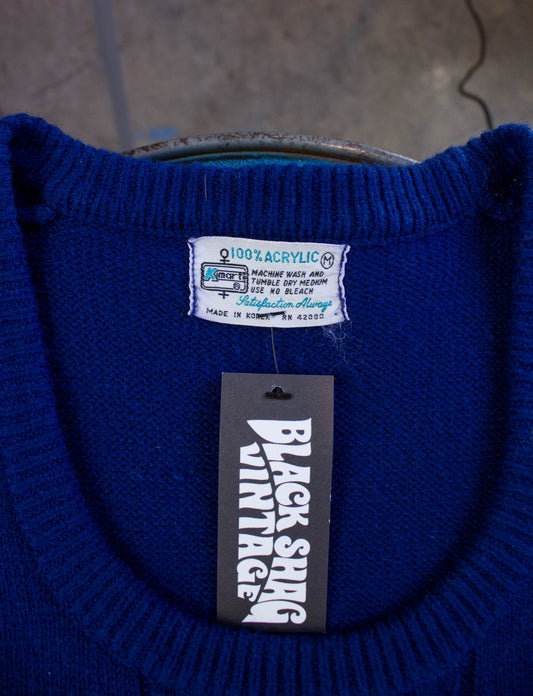 100% ACRYLIC M
Kmart ®
MACHINE WASH AND
TUMBLE DRY MEDIUM
USE NO BLEACH
Satisfaction Always
MADE IN KOREA RN 42000
BLACK SHAG
VINTAGE